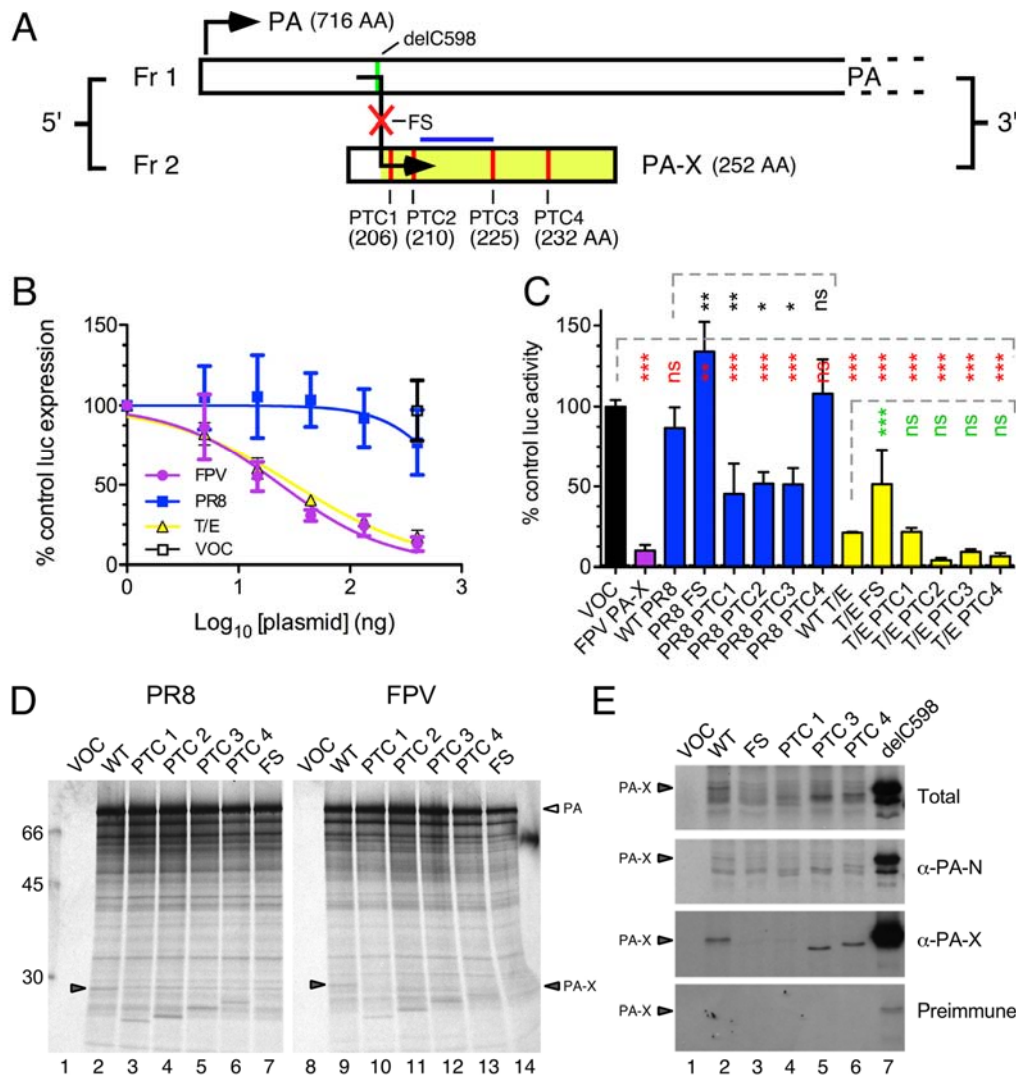 A
PA (716 AA)
delC598
Fr 1
PA
5'
FS
3'
Fr 2
PA-X (252 AA)
PTC1 PTC2 PTC3 PTC4
(206) (210) (225) (232 AA)
B
% control luc expression
150
100
50
0
FPV
PR8
T/E
VOC
0 1 2 3
Log10 [plasmid] (ng)
C
% control luc activity
150
100
50
0
** ** * * ns
*** ns ** *** *** *** ns *** *** *** *** *** ***
*** ns ns ns ns
VOC
FPV PA-X
WT PR8
PR8 FS
PR8 PTC1
PR8 PTC2
PR8 PTC3
PR8 PTC4
WT T/E
T/E FS
T/E PTC1
T/E PTC2
T/E PTC3
T/E PTC4
D
PR8 FPV
VOC WT PTC 1 PTC 2 PTC 3 PTC 4 FS
VOC WT PTC 1 PTC 2 PTC 3 PTC 4 FS
PA
66
45
30
PA-X
1 2 3 4 5 6 7 8 9 10 11 12 13 14
E
VOC WT FS PTC 1 PTC 3 PTC 4 delC598
PA-X Total
PA-X α-PA-N
PA-X α-PA-X
PA-X Preimmune
1 2 3 4 5 6 7